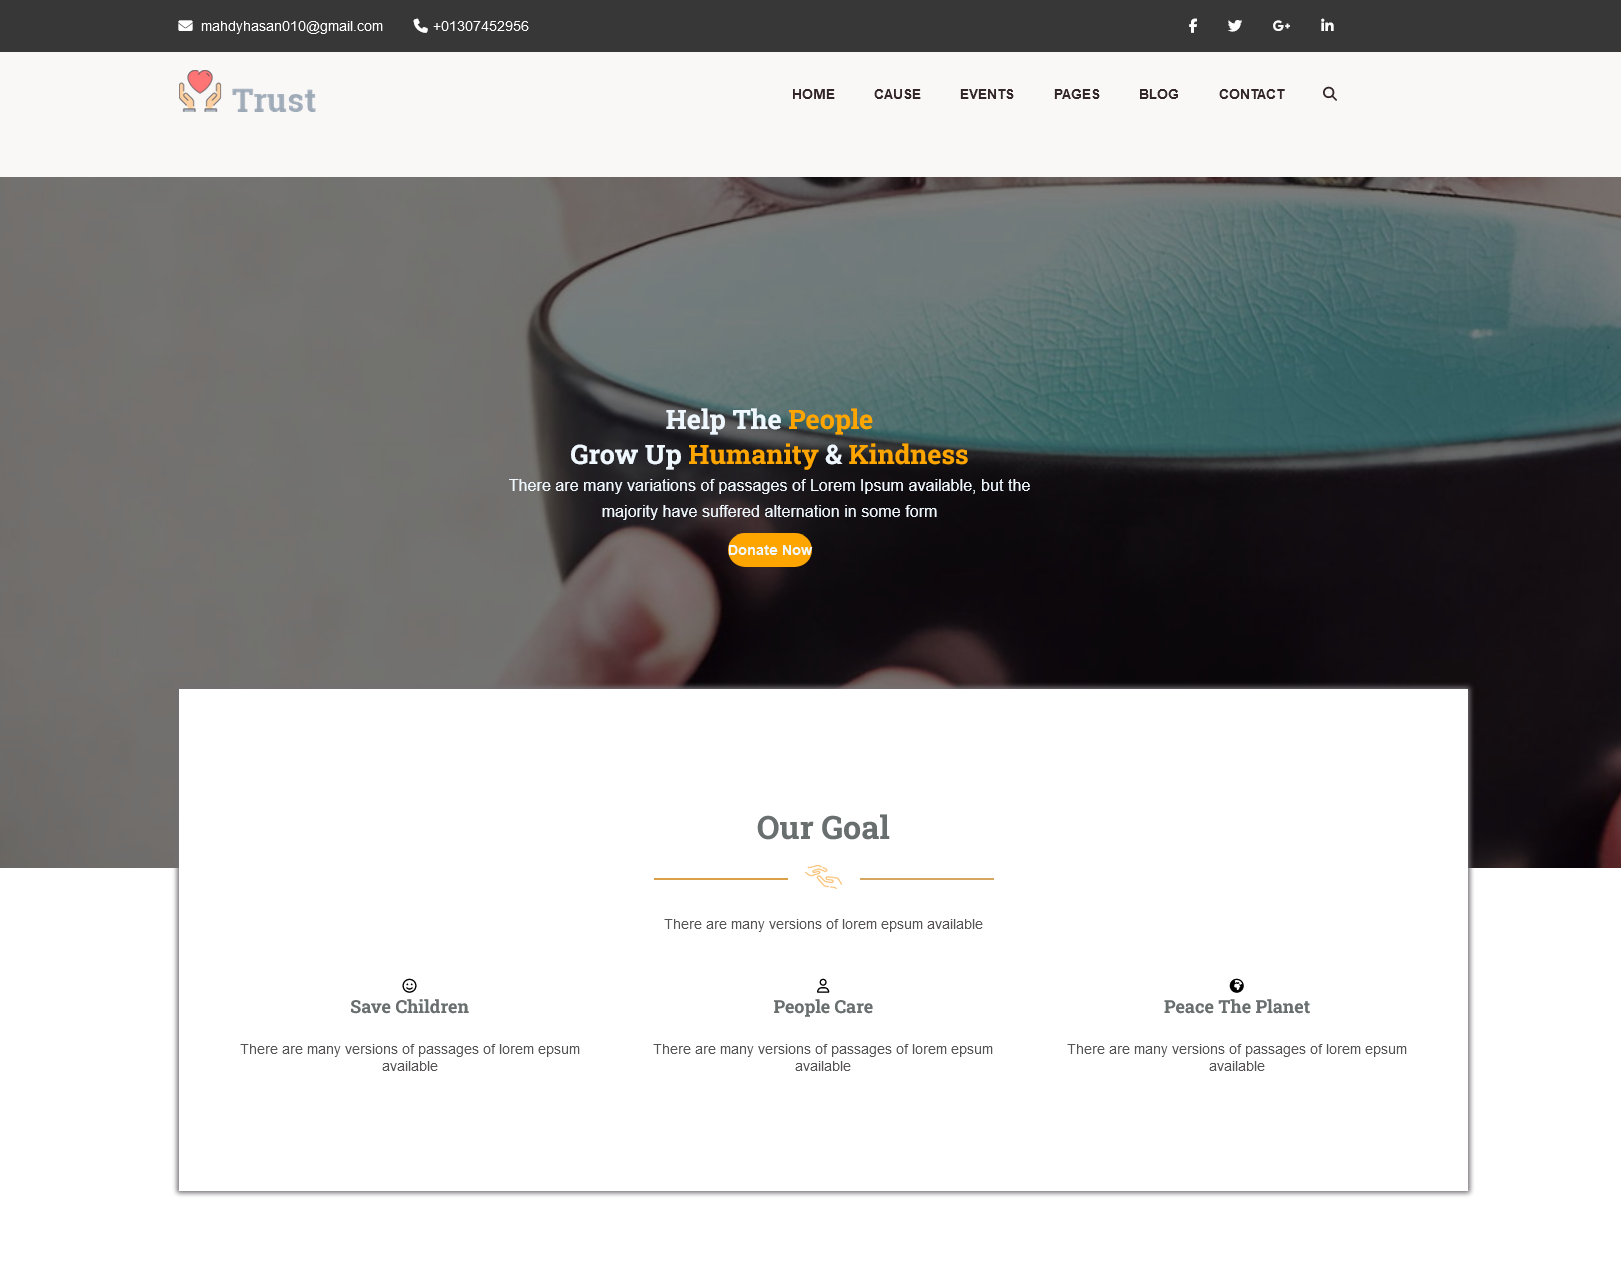 mahdyhasan010@gmail.com +01307452956
Trust
HOME CAUSE EVENTS PAGES BLOG CONTACT
Help The People
Grow Up Humanity & Kindness
There are many variations of passages of Lorem Ipsum available, but the
majority have suffered alternation in some form
Donate Now
Our Goal
There are many versions of lorem epsum available
Save Children
There are many versions of passages of lorem epsum
available
People Care
There are many versions of passages of lorem epsum
available
Peace The Planet
There are many versions of passages of lorem epsum
available